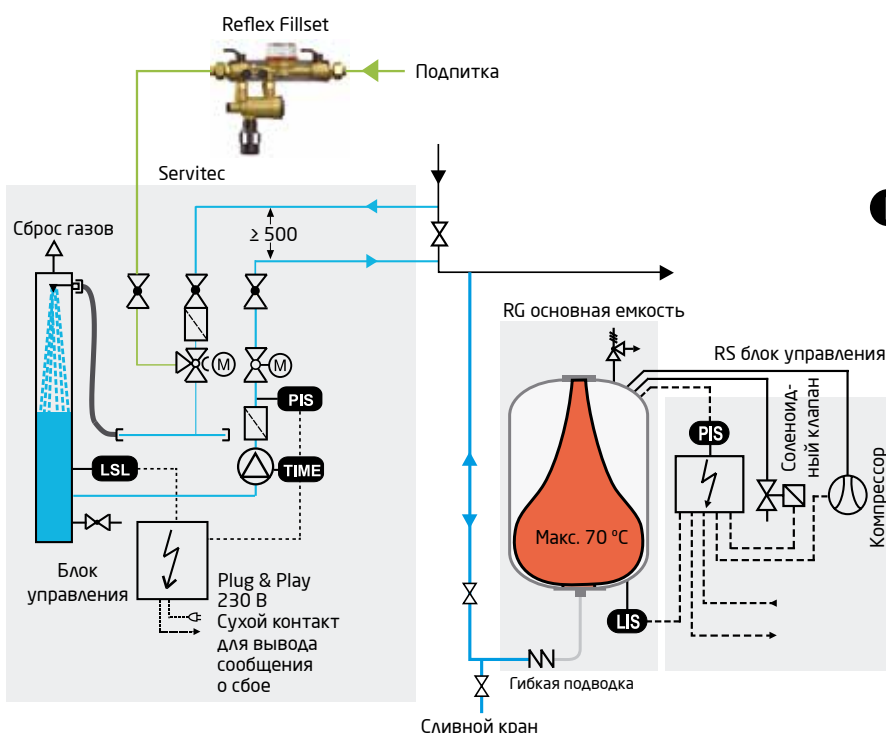 Reflex Fillset
Подпитка
Servitec
Сброс газов
≥ 500
M
M
PIS
LSL
TIME
Блок
управления
Plug & Play
230 В
Сухой контакт
для вывода
сообщения
о сбое
RG основная емкость
RS блок управления
PIS
Соленоид-
ный клапан
Компрессор
Макс. 70 °C
LIS
Гибкая подводка
Сливной кран